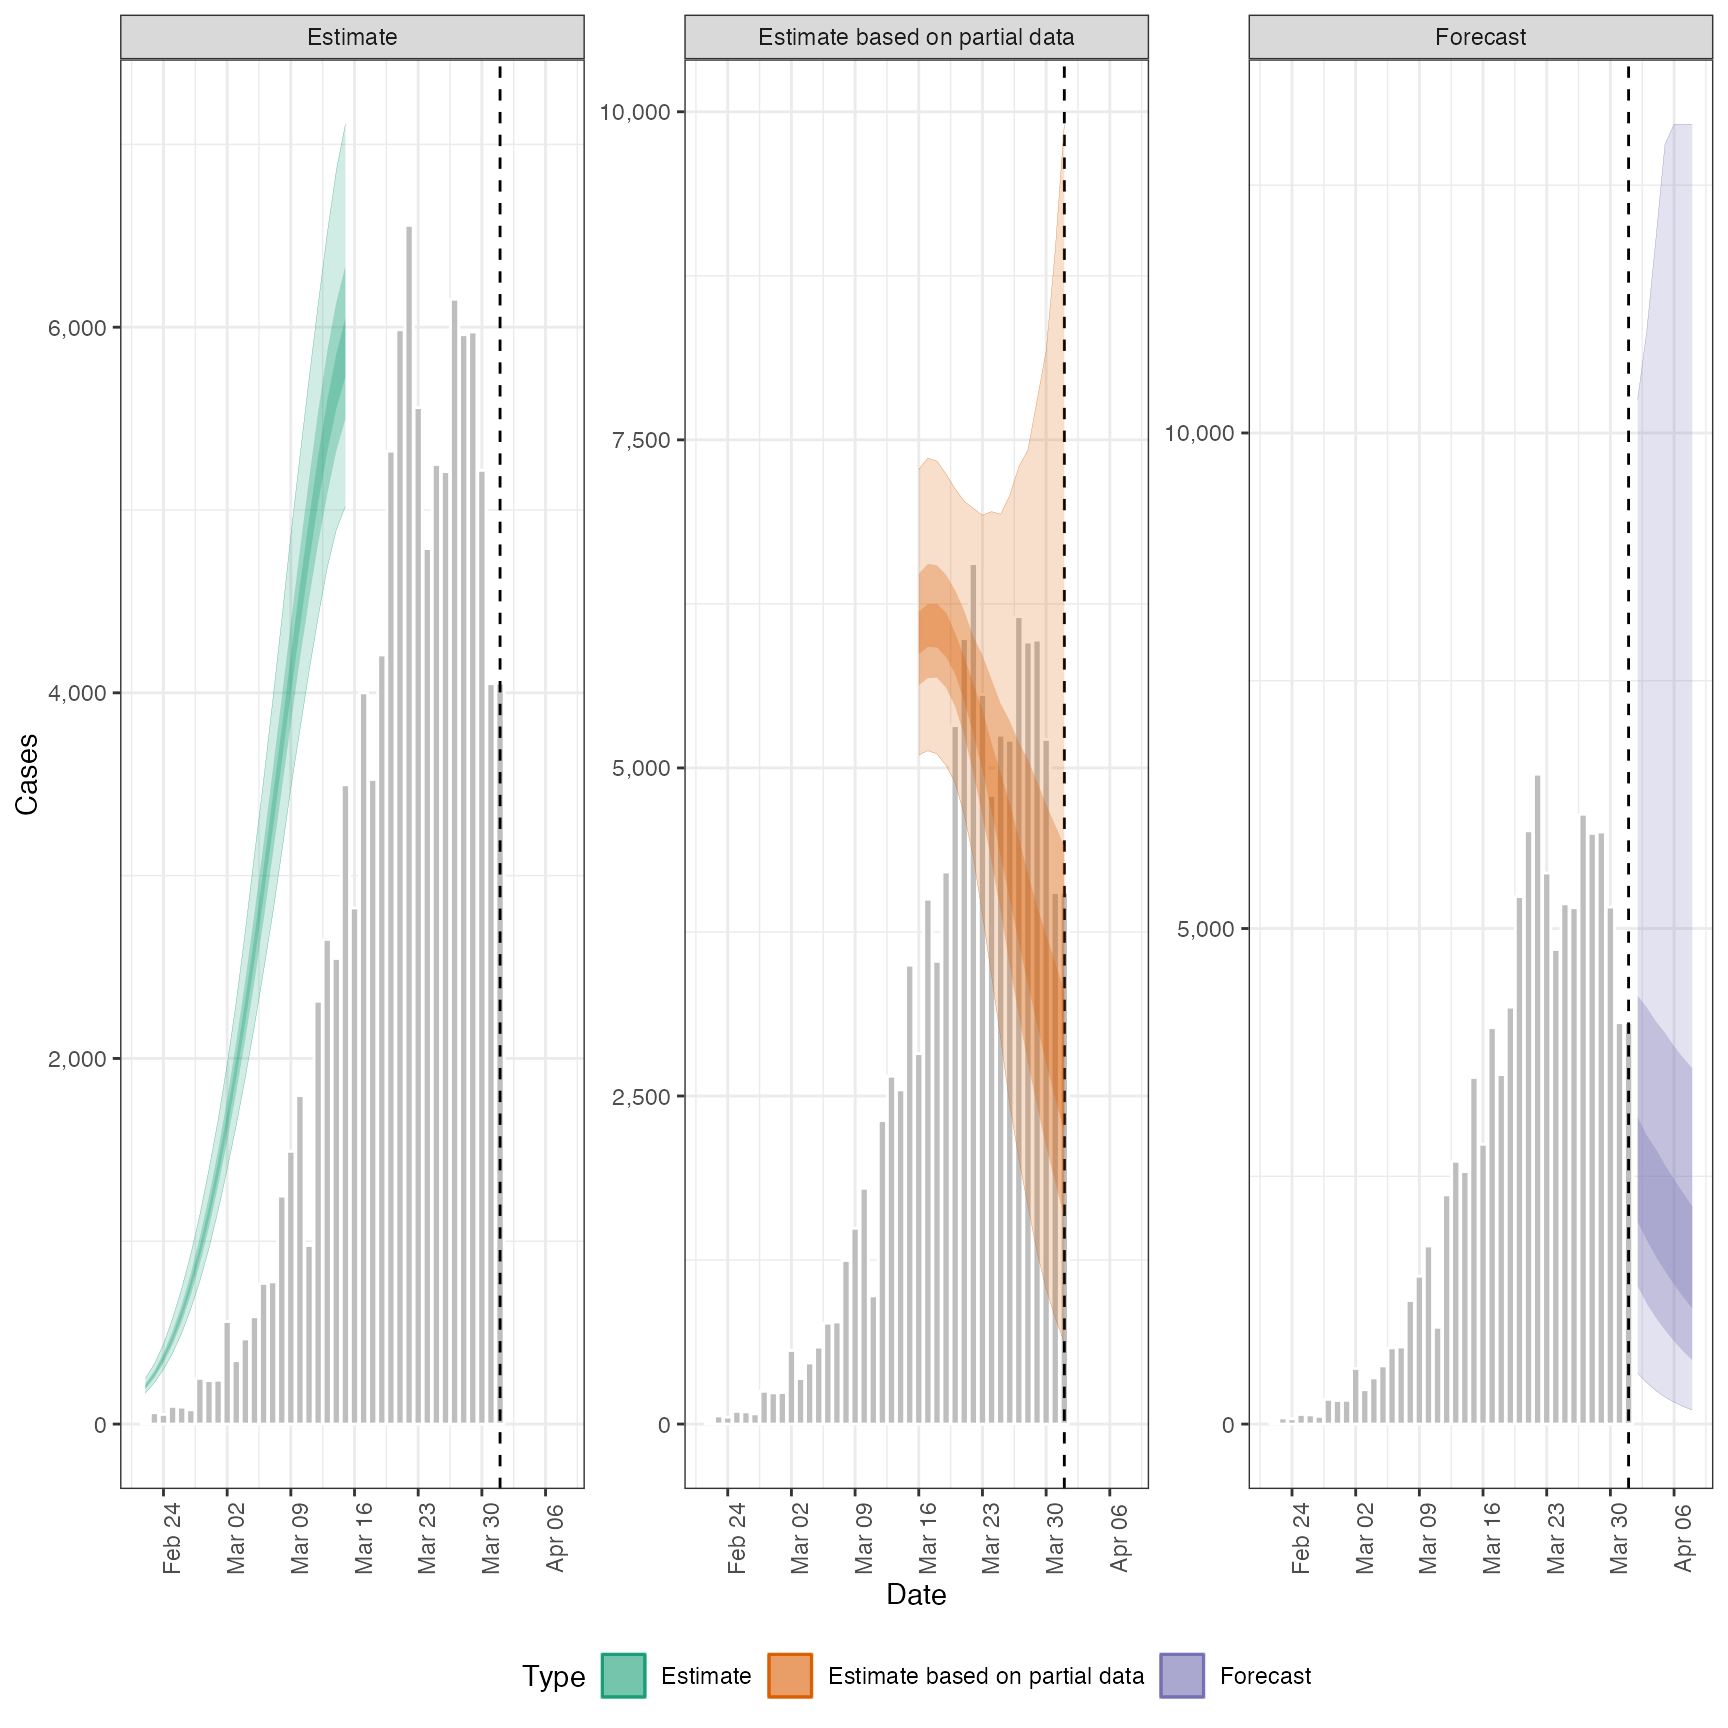 Estimate
Estimate based on partial data
Forecast
Cases
6,000
4,000
2,000
0
10,000
7,500
5,000
2,500
0
10,000
5,000
0
Feb 24
Mar 02
Mar 09
Mar 16
Mar 23
Mar 30
Apr 06
Feb 24
Mar 02
Mar 09
Mar 16
Mar 23
Mar 30
Apr 06
Feb 24
Mar 02
Mar 09
Mar 16
Mar 23
Mar 30
Apr 06
Date
Type Estimate Estimate based on partial data Forecast